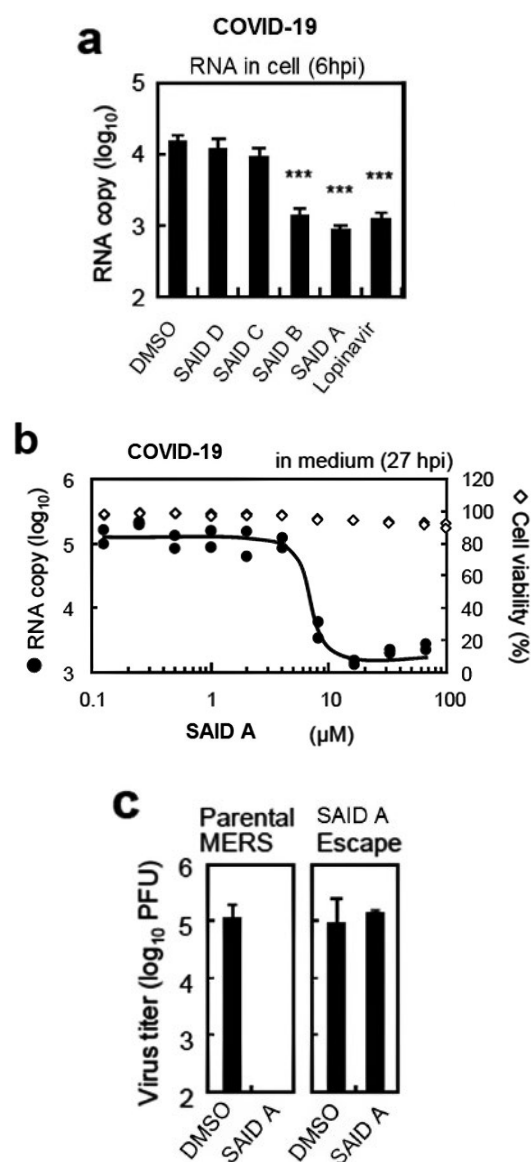 COVID-19
a
RNA in cell (6hpi)
RNA copy (log10)
5
4
3
2
***
***
***
DMSO
SAID D
SAID C
SAID B
SAID A
Lopinavir
b
COVID-19
in medium (27 hpi)
● RNA copy (log10)
6
5
4
3
120
100
80
60
40
20
0
◇ Cell viability (%)
0.1
1
10
100
SAID A
(µM)
c
Parental
MERS
SAID A
Escape
Virus titer (log10 PFU)
6
5
4
3
2
DMSO
SAID A
DMSO
SAID A